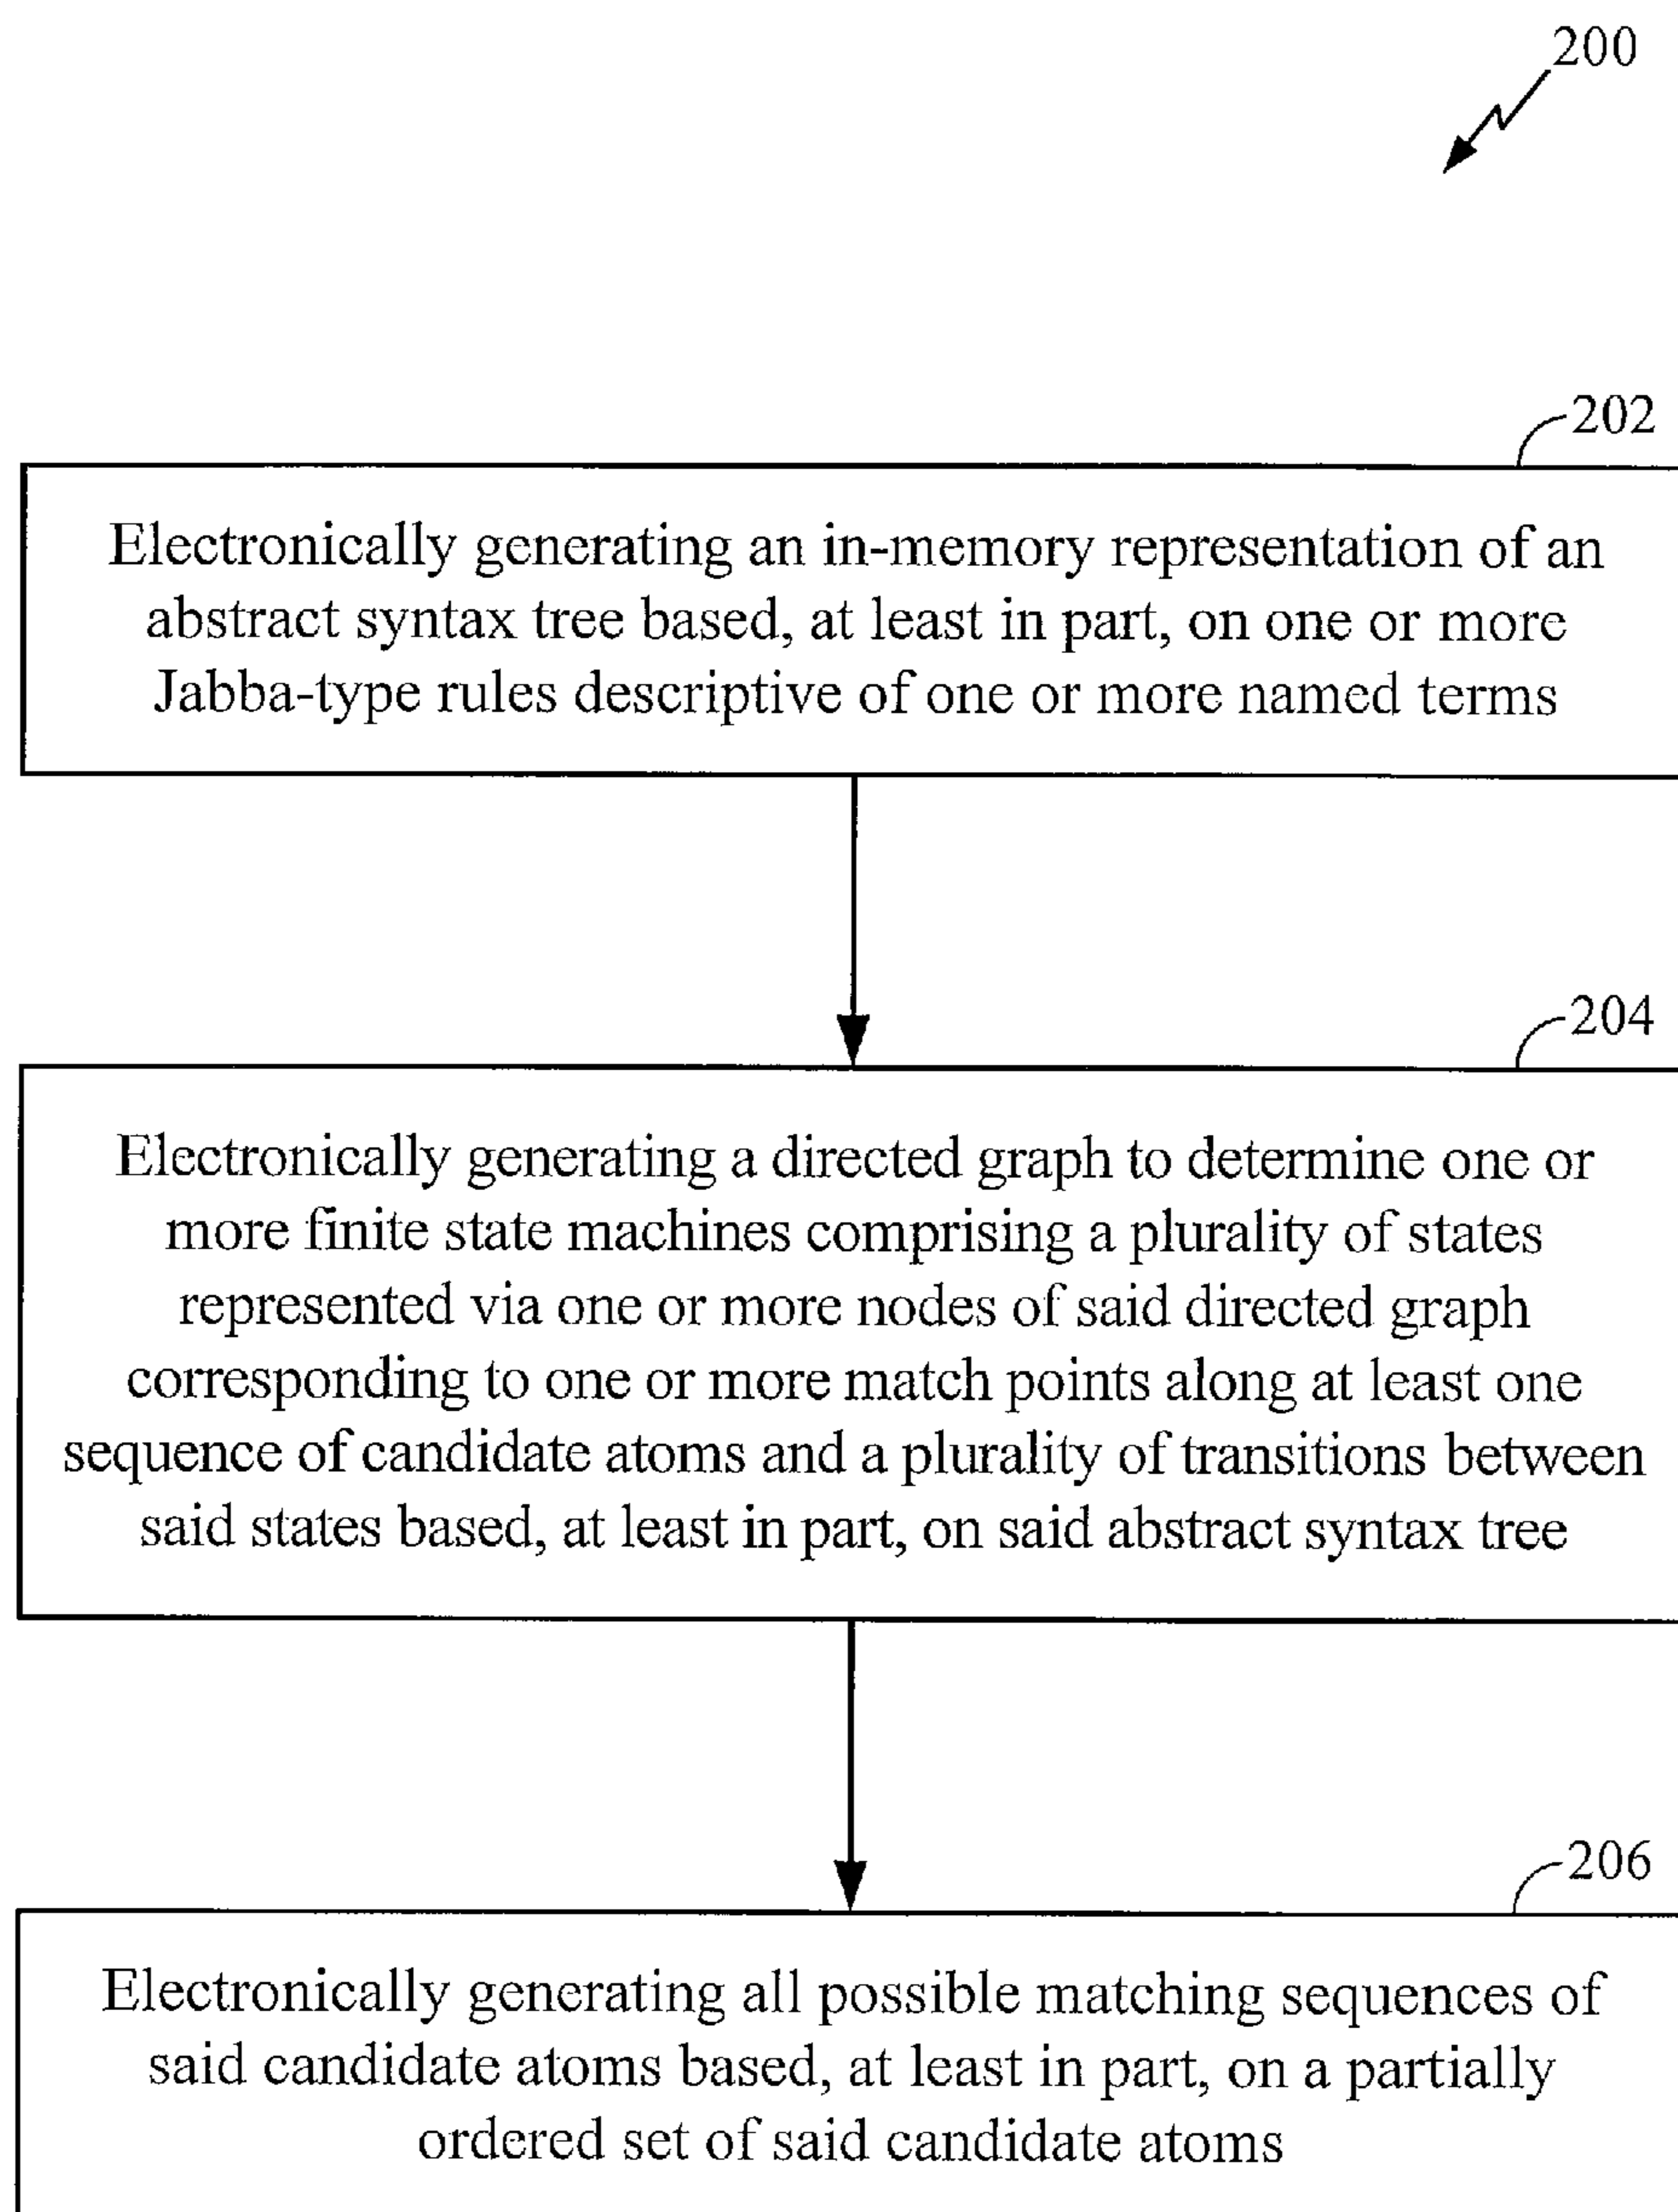 200
202
Electronically generating an in-memory representation of an
abstract syntax tree based, at least in part, on one or more
Jabba-type rules descriptive of one or more named terms
204
Electronically generating a directed graph to determine one or
more finite state machines comprising a plurality of states
represented via one or more nodes of said directed graph
corresponding to one or more match points along at least one
sequence of candidate atoms and a plurality of transitions between
said states based, at least in part, on said abstract syntax tree
206
Electronically generating all possible matching sequences of
said candidate atoms based, at least in part, on a partially
ordered set of said candidate atoms